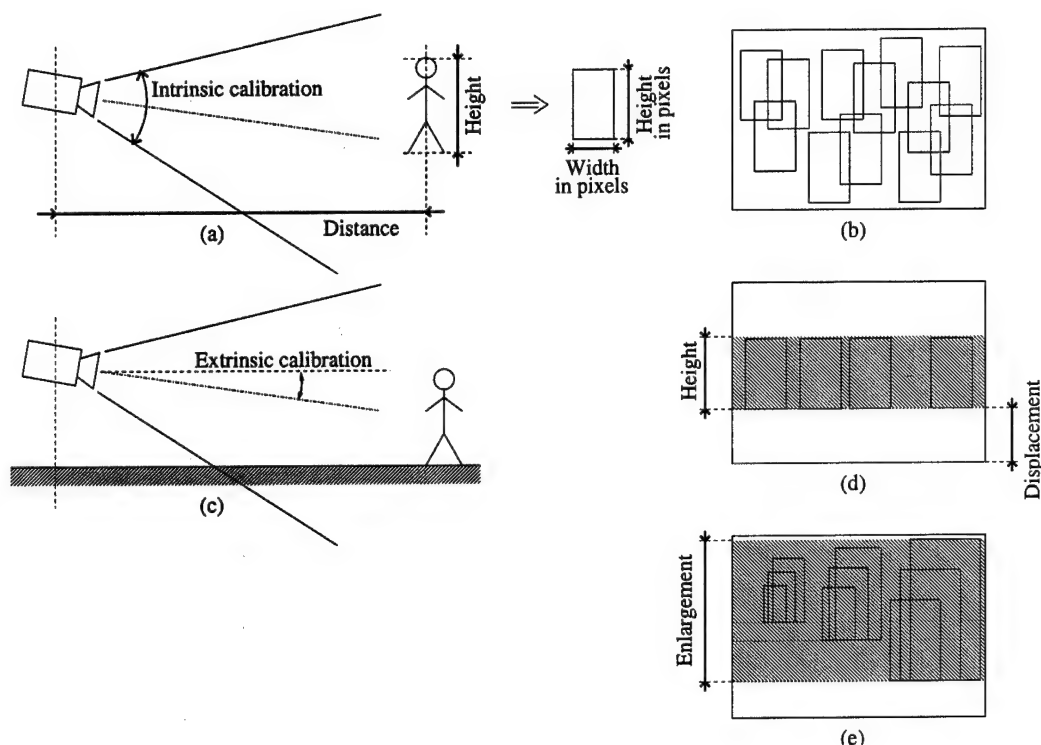 Intrinsic calibration
Height
Height
in pixels
Width
in pixels
Distance
(a)
(b)
Extrinsic calibration
(c)
Height
Displacement
(d)
Enlargement
(e)